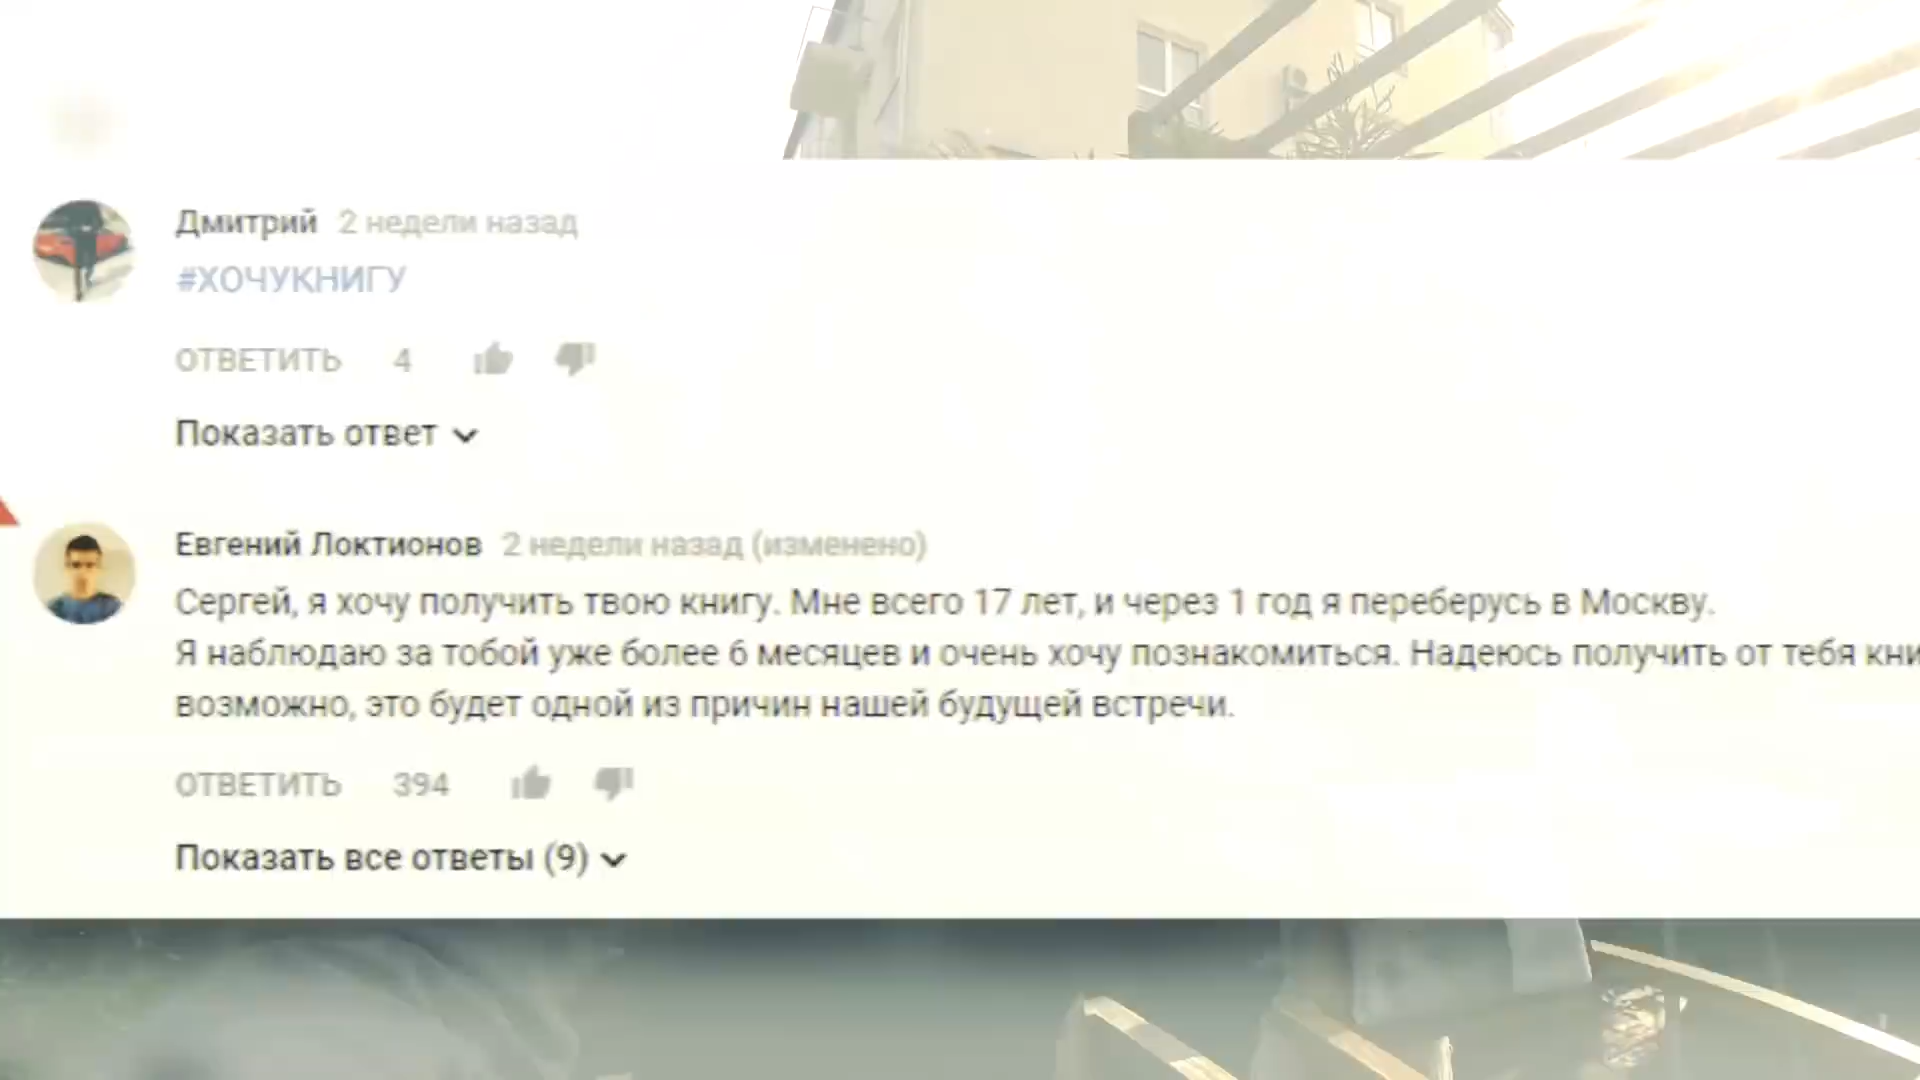 Дмитрий 2 недели назад
#ХОЧУКНИГУ
ОТВЕТИТЬ 4
Показать ответ
Евгений Локтионов 2 недели назад (изменено)
Сергей, я хочу получить твою книгу. Мне всего 17 лет, и через 1 год я переберусь в Москву.
Я наблюдаю за тобой уже более 6 месяцев и очень хочу познакомиться. Надеюсь получить от тебя кни
возможно, это будет одной из причин нашей будущей встречи.
ОТВЕТИТЬ 394
Показать все ответы (9)